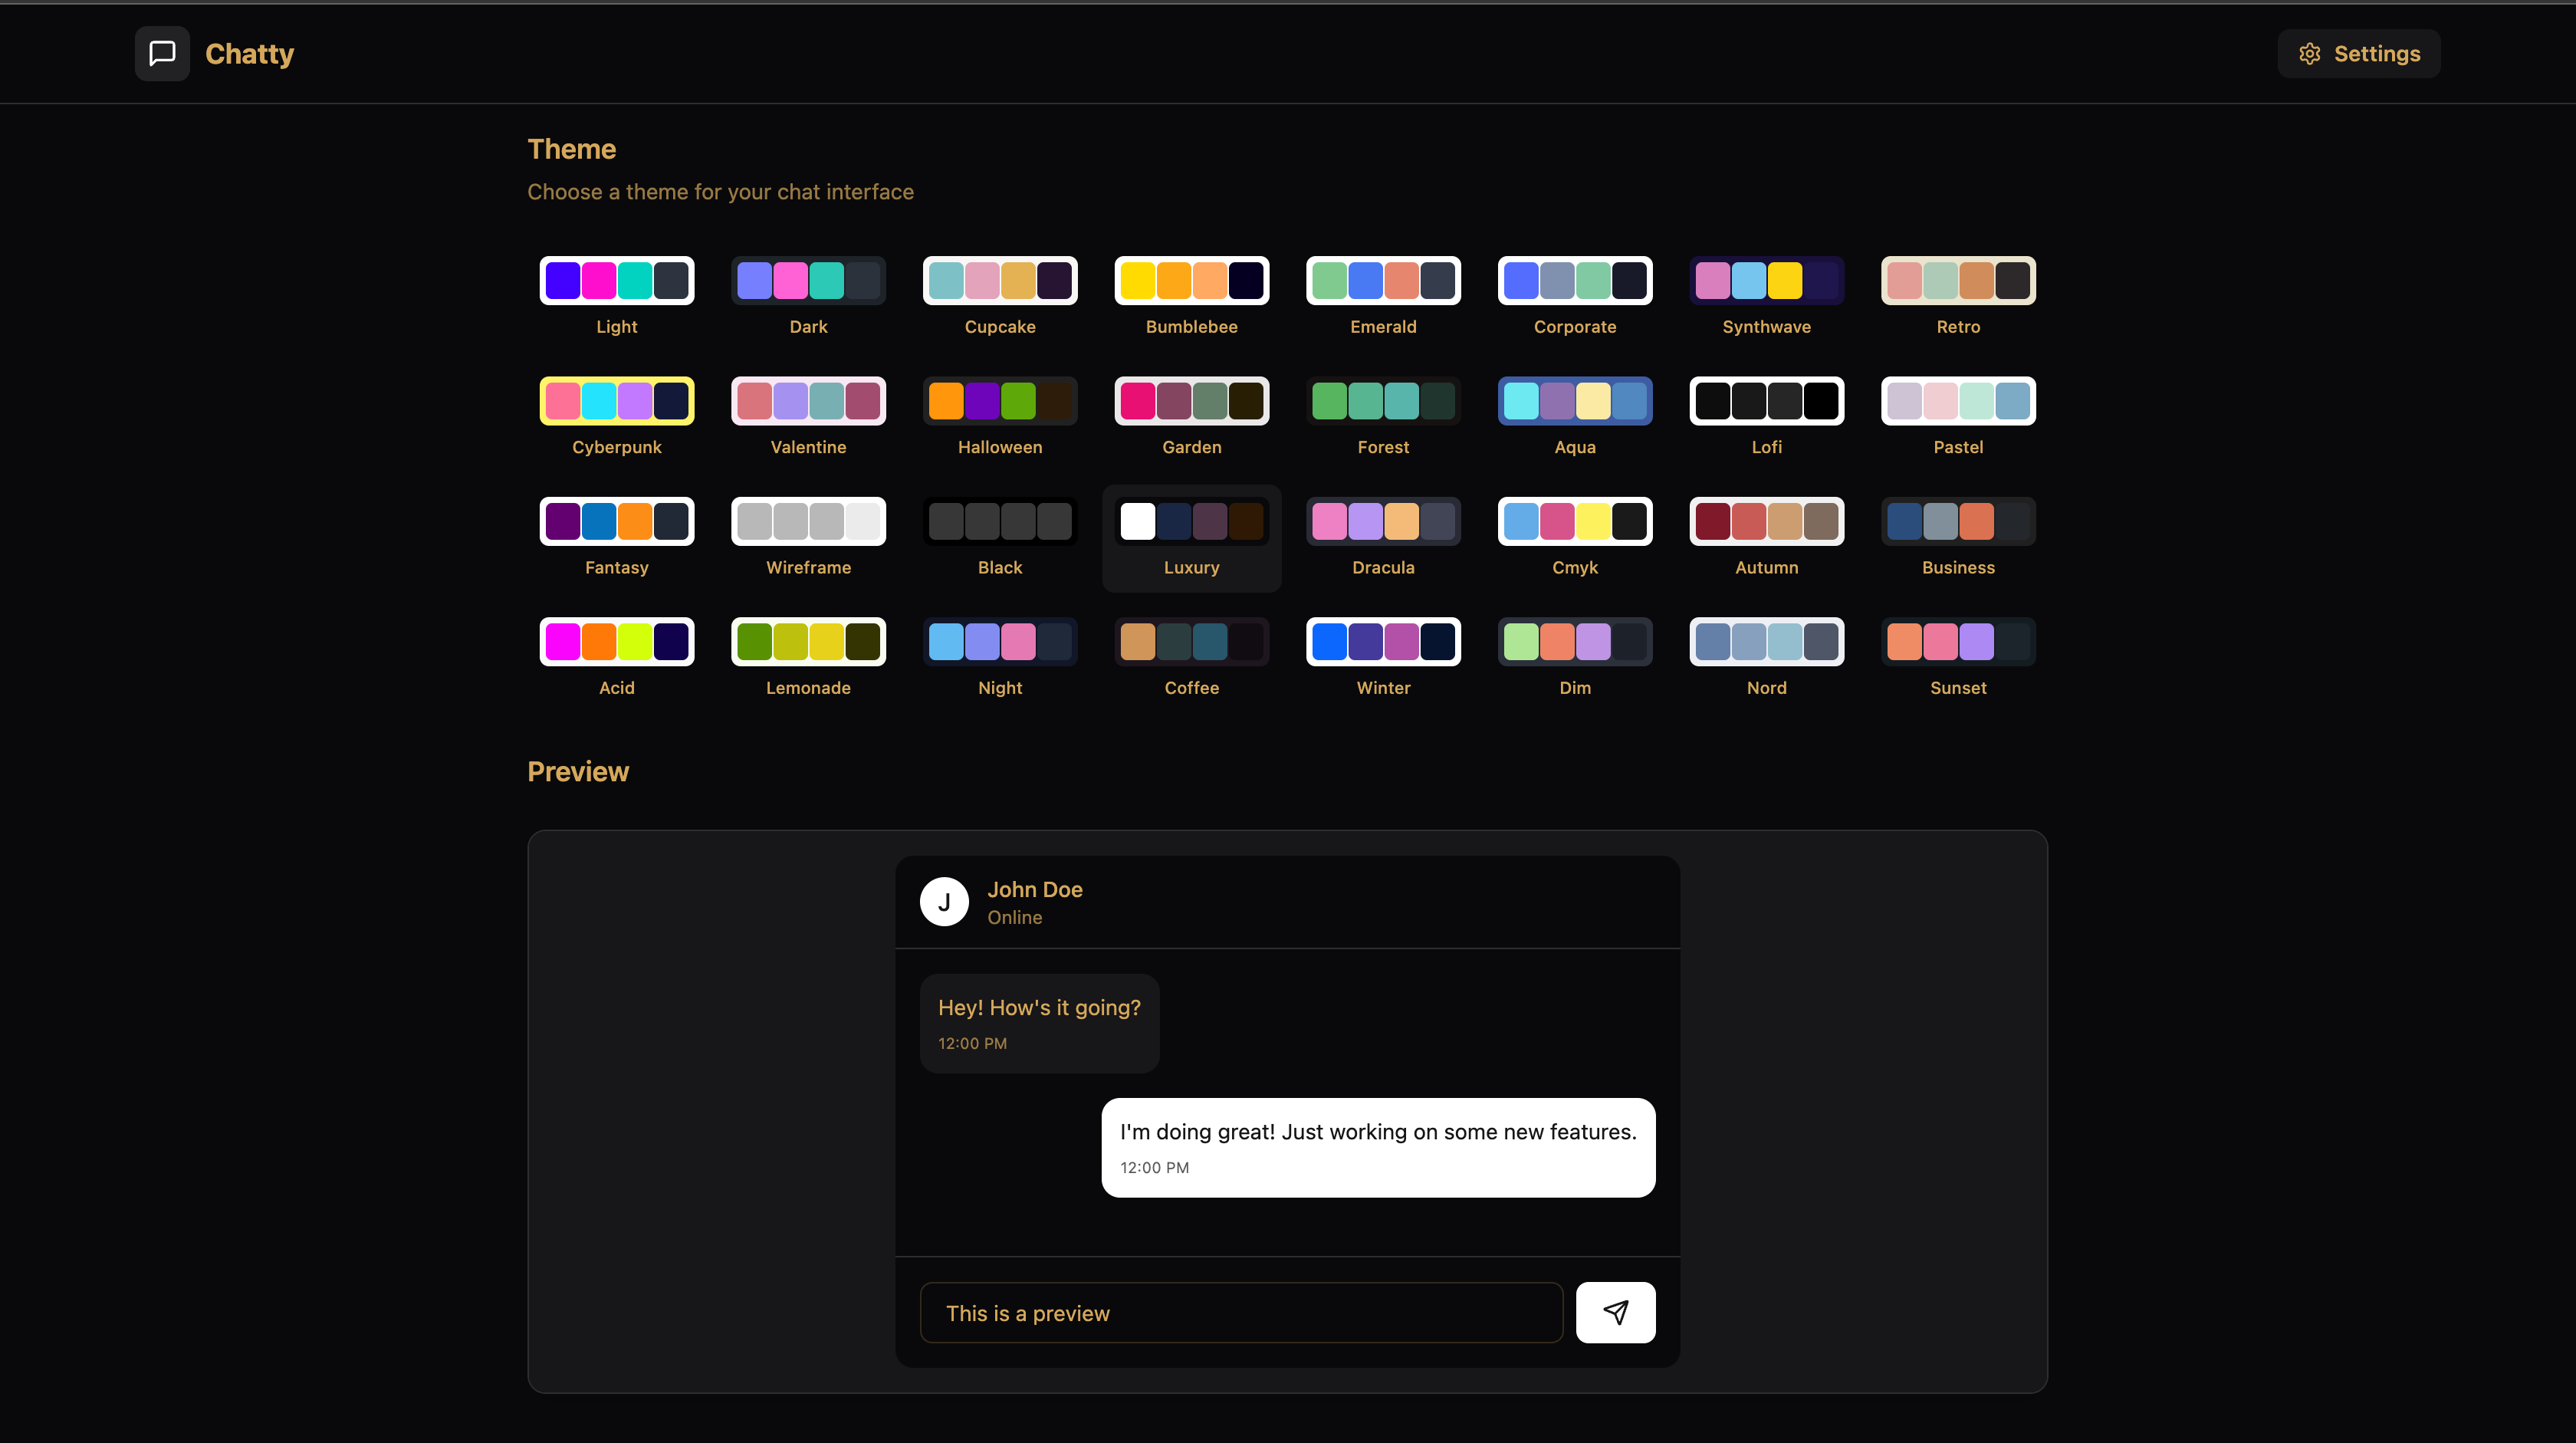 Chatty
Settings
Theme
Choose a theme for your chat interface
Light
Dark
Cupcake
Bumblebee
Emerald
Corporate
Synthwave
Retro
Cyberpunk
Valentine
Halloween
Garden
Forest
Aqua
Lofi
Pastel
Fantasy
Wireframe
Black
Luxury
Dracula
Cmyk
Autumn
Business
Acid
Lemonade
Night
Coffee
Winter
Dim
Nord
Sunset
Preview
J
John Doe
Online
Hey! How's it going?
12:00 PM
I'm doing great! Just working on some new features.
12:00 PM
This is a preview